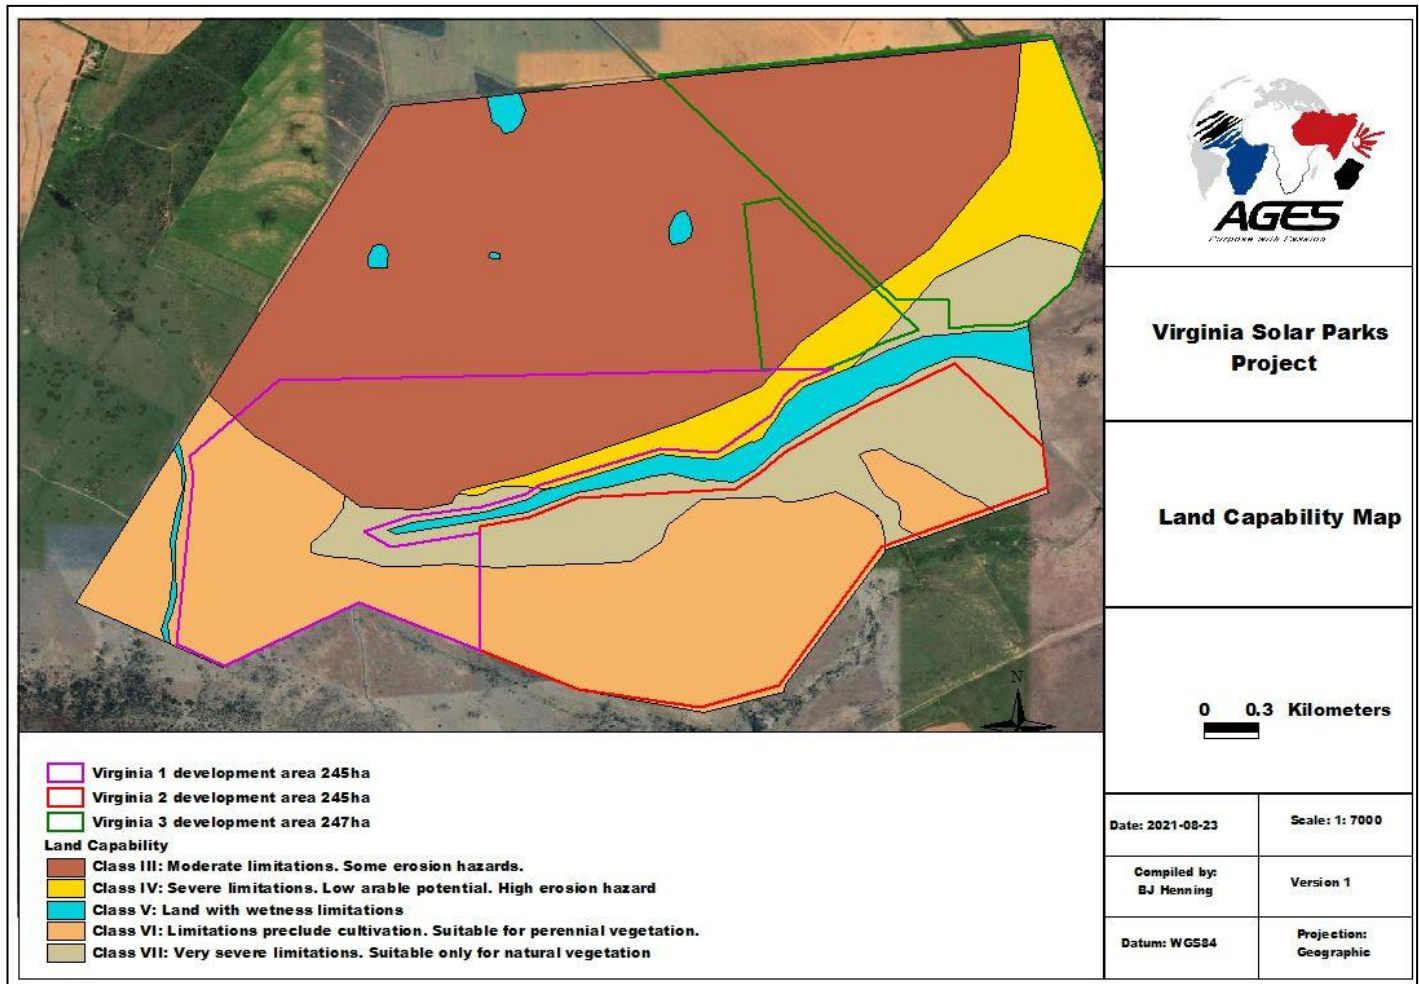 AGES
Purpose with Passion
Virginia Solar Parks
Project
Land Capability Map
N
0 0.3 Kilometers
Virginia 1 development area 245ha
Virginia 2 development area 245ha
Virginia 3 development area 247ha
Land Capability
Class III: Moderate limitations. Some erosion hazards.
Class IV: Severe limitations. Low arable potential. High erosion hazard
Class V: Land with wetness limitations
Class VI: Limitations preclude cultivation. Suitable for perennial vegetation.
Class VII: Very severe limitations. Suitable only for natural vegetation
Date: 2021-08-23
Scale: 1: 7000
Compiled by:
BJ Henning
Version 1
Datum: WGS84
Projection:
Geographic